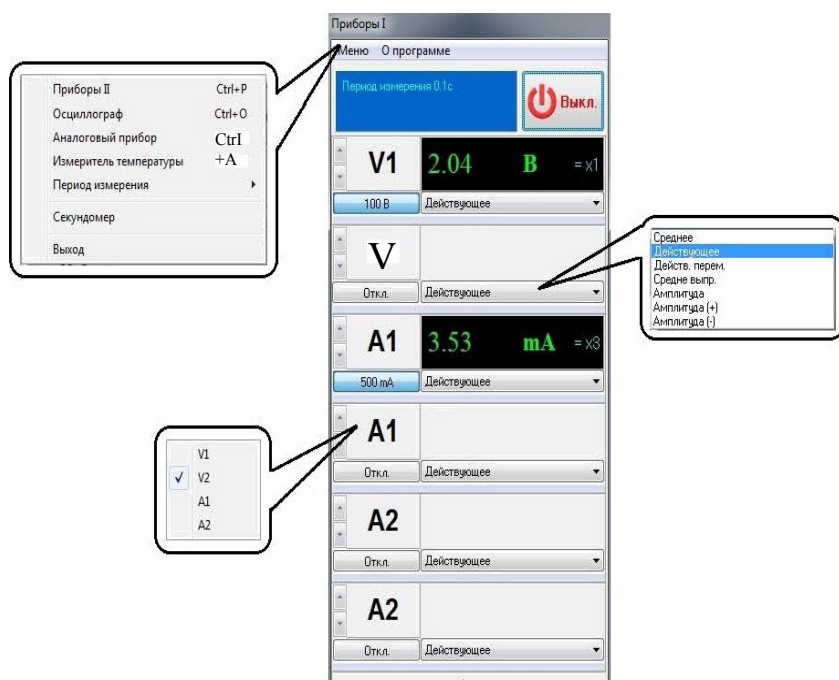 Приборы I
Меню О программе
Период измерения 0.1с
Выкл.
Приборы II Ctrl+P
Осциллограф Ctrl+O
Аналоговый прибор CtrI
Измеритель температуры +A
Период измерения
Секундомер
Выход
V1 2.04 В = x1
100 В Действующее
V
Откл. Действующее
Среднее
Действующее
Действ. перем.
Средне выпр.
Амплитуда
Амплитуда (+)
Амплитуда (-)
A1 3.53 mA = x3
500 mA Действующее
A1
Откл. Действующее
V1
V2
A1
A2
A2
Откл. Действующее
A2
Откл. Действующее